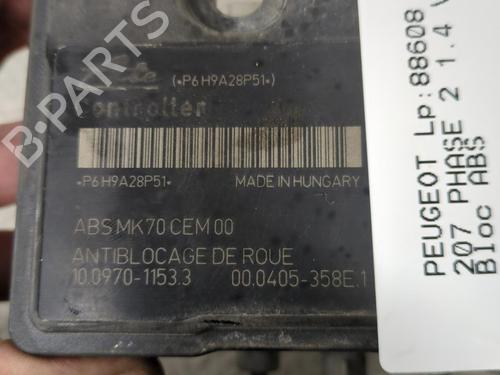 Ate (*P6H9A28P51*)
Controller
*P6H9A28P51* MADE IN HUNGARY
ABS MK70 CEM 00
ANTIBLOCAGE DE ROUE
10.0970-1153.3 00.0405-358E.1
PEUGEOT Lp:88608
207 PHASE 2 1.4
Bloc ABS
B-PARTS